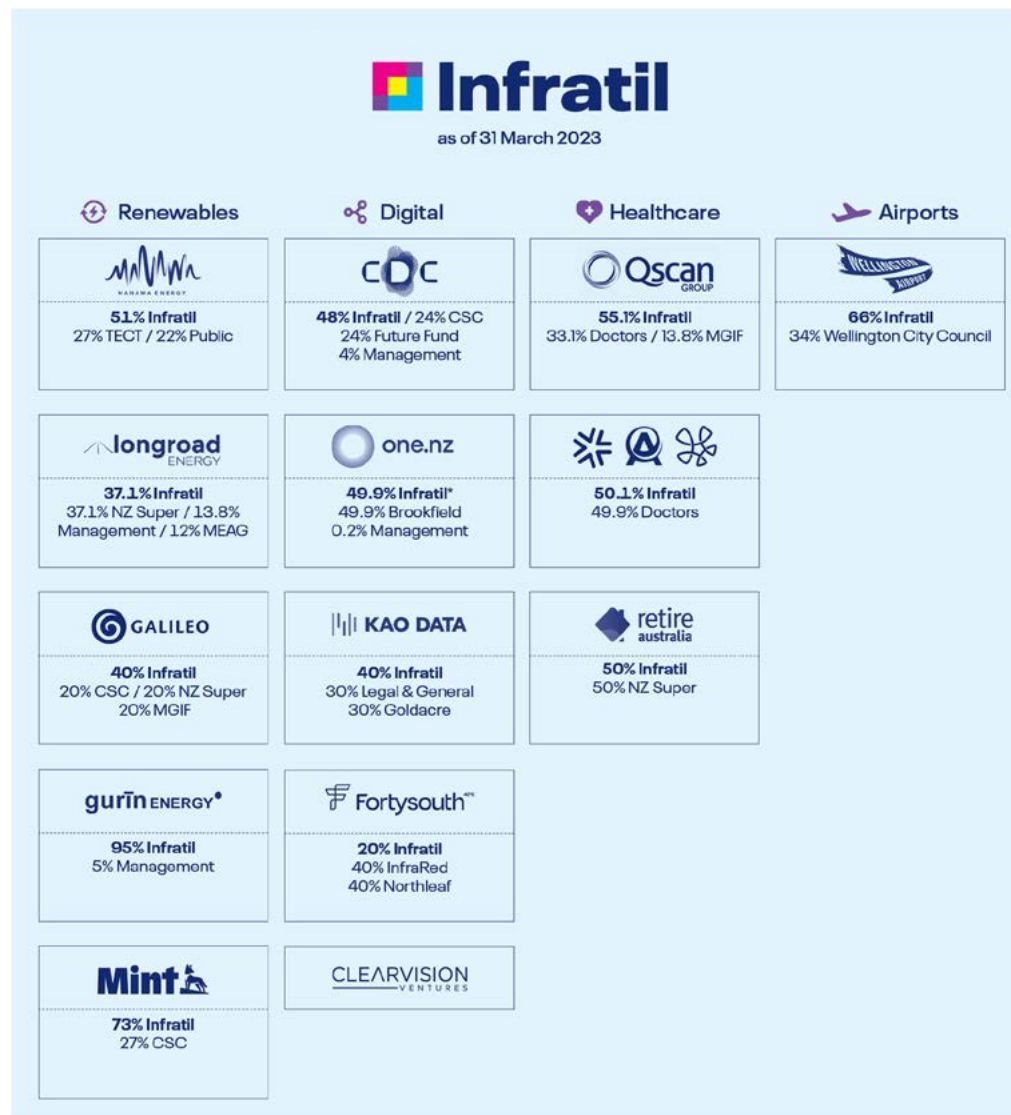 Infratil
as of 31 March 2023
Renewables
MANAWA
MANAWA ENERGY
51% Infratil
27% TECT / 22% Public
longroad
ENERGY
37.1% Infratil
37.1% NZ Super / 13.8%
Management / 12% MEAG
GALILEO
40% Infratil
20% CSC / 20% NZ Super
20% MGIF
gurīn ENERGY
95% Infratil
5% Management
Mint
73% Infratil
27% CSC
Digital
CDC
48% Infratil / 24% CSC
24% Future Fund
4% Management
one.nz
49.9% Infratil*
49.9% Brookfield
0.2% Management
KAO DATA
40% Infratil
30% Legal & General
30% Goldacre
Fortysouth
20% Infratil
40% InfraRed
40% Northleaf
CLEARVISION
VENTURES
Healthcare
Qscan
GROUP
55.1% Infratil
33.1% Doctors / 13.8% MGIF
50.1% Infratil
49.9% Doctors
retire
australia
50% Infratil
50% NZ Super
Airports
WELLINGTON
AIRPORT
66% Infratil
34% Wellington City Council